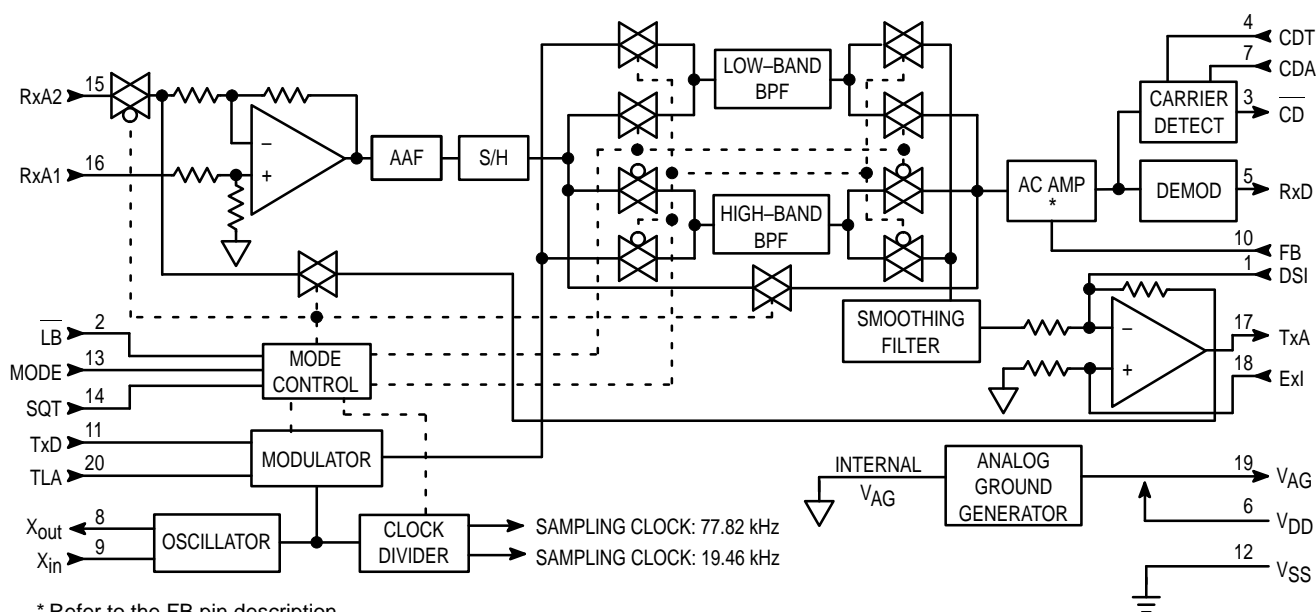 4
CDT
7
CDA
3
CD
CARRIER
DETECT
LOW–BAND
BPF
15
RxA2
–
+
AAF
S/H
16
RxA1
AC AMP
*
DEMOD
5
RxD
HIGH–BAND
BPF
10
FB
1
DSI
SMOOTHING
FILTER
–
+
17
TxA
18
ExI
LB
2
MODE
13
SQT
14
MODE
CONTROL
TxD
11
TLA
20
MODULATOR
INTERNAL
VAG
ANALOG
GROUND
GENERATOR
19
VAG
6
VDD
12
VSS
Xout
8
Xin
9
OSCILLATOR
CLOCK
DIVIDER
SAMPLING CLOCK: 77.82 kHz
SAMPLING CLOCK: 19.46 kHz
* Refer to the FB pin description